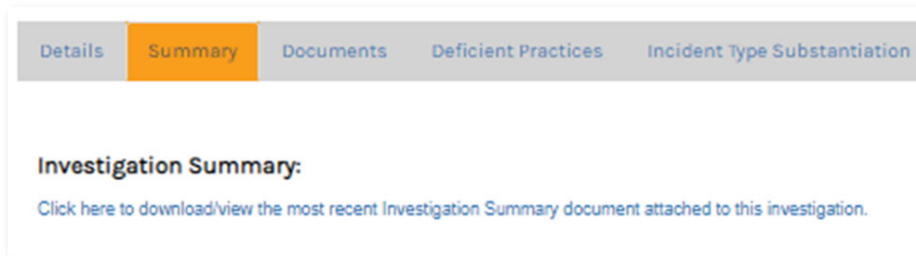 Details Summary Documents Deficient Practices Incident Type Substantiation
Investigation Summary:
Click here to download/view the most recent Investigation Summary document attached to this investigation.